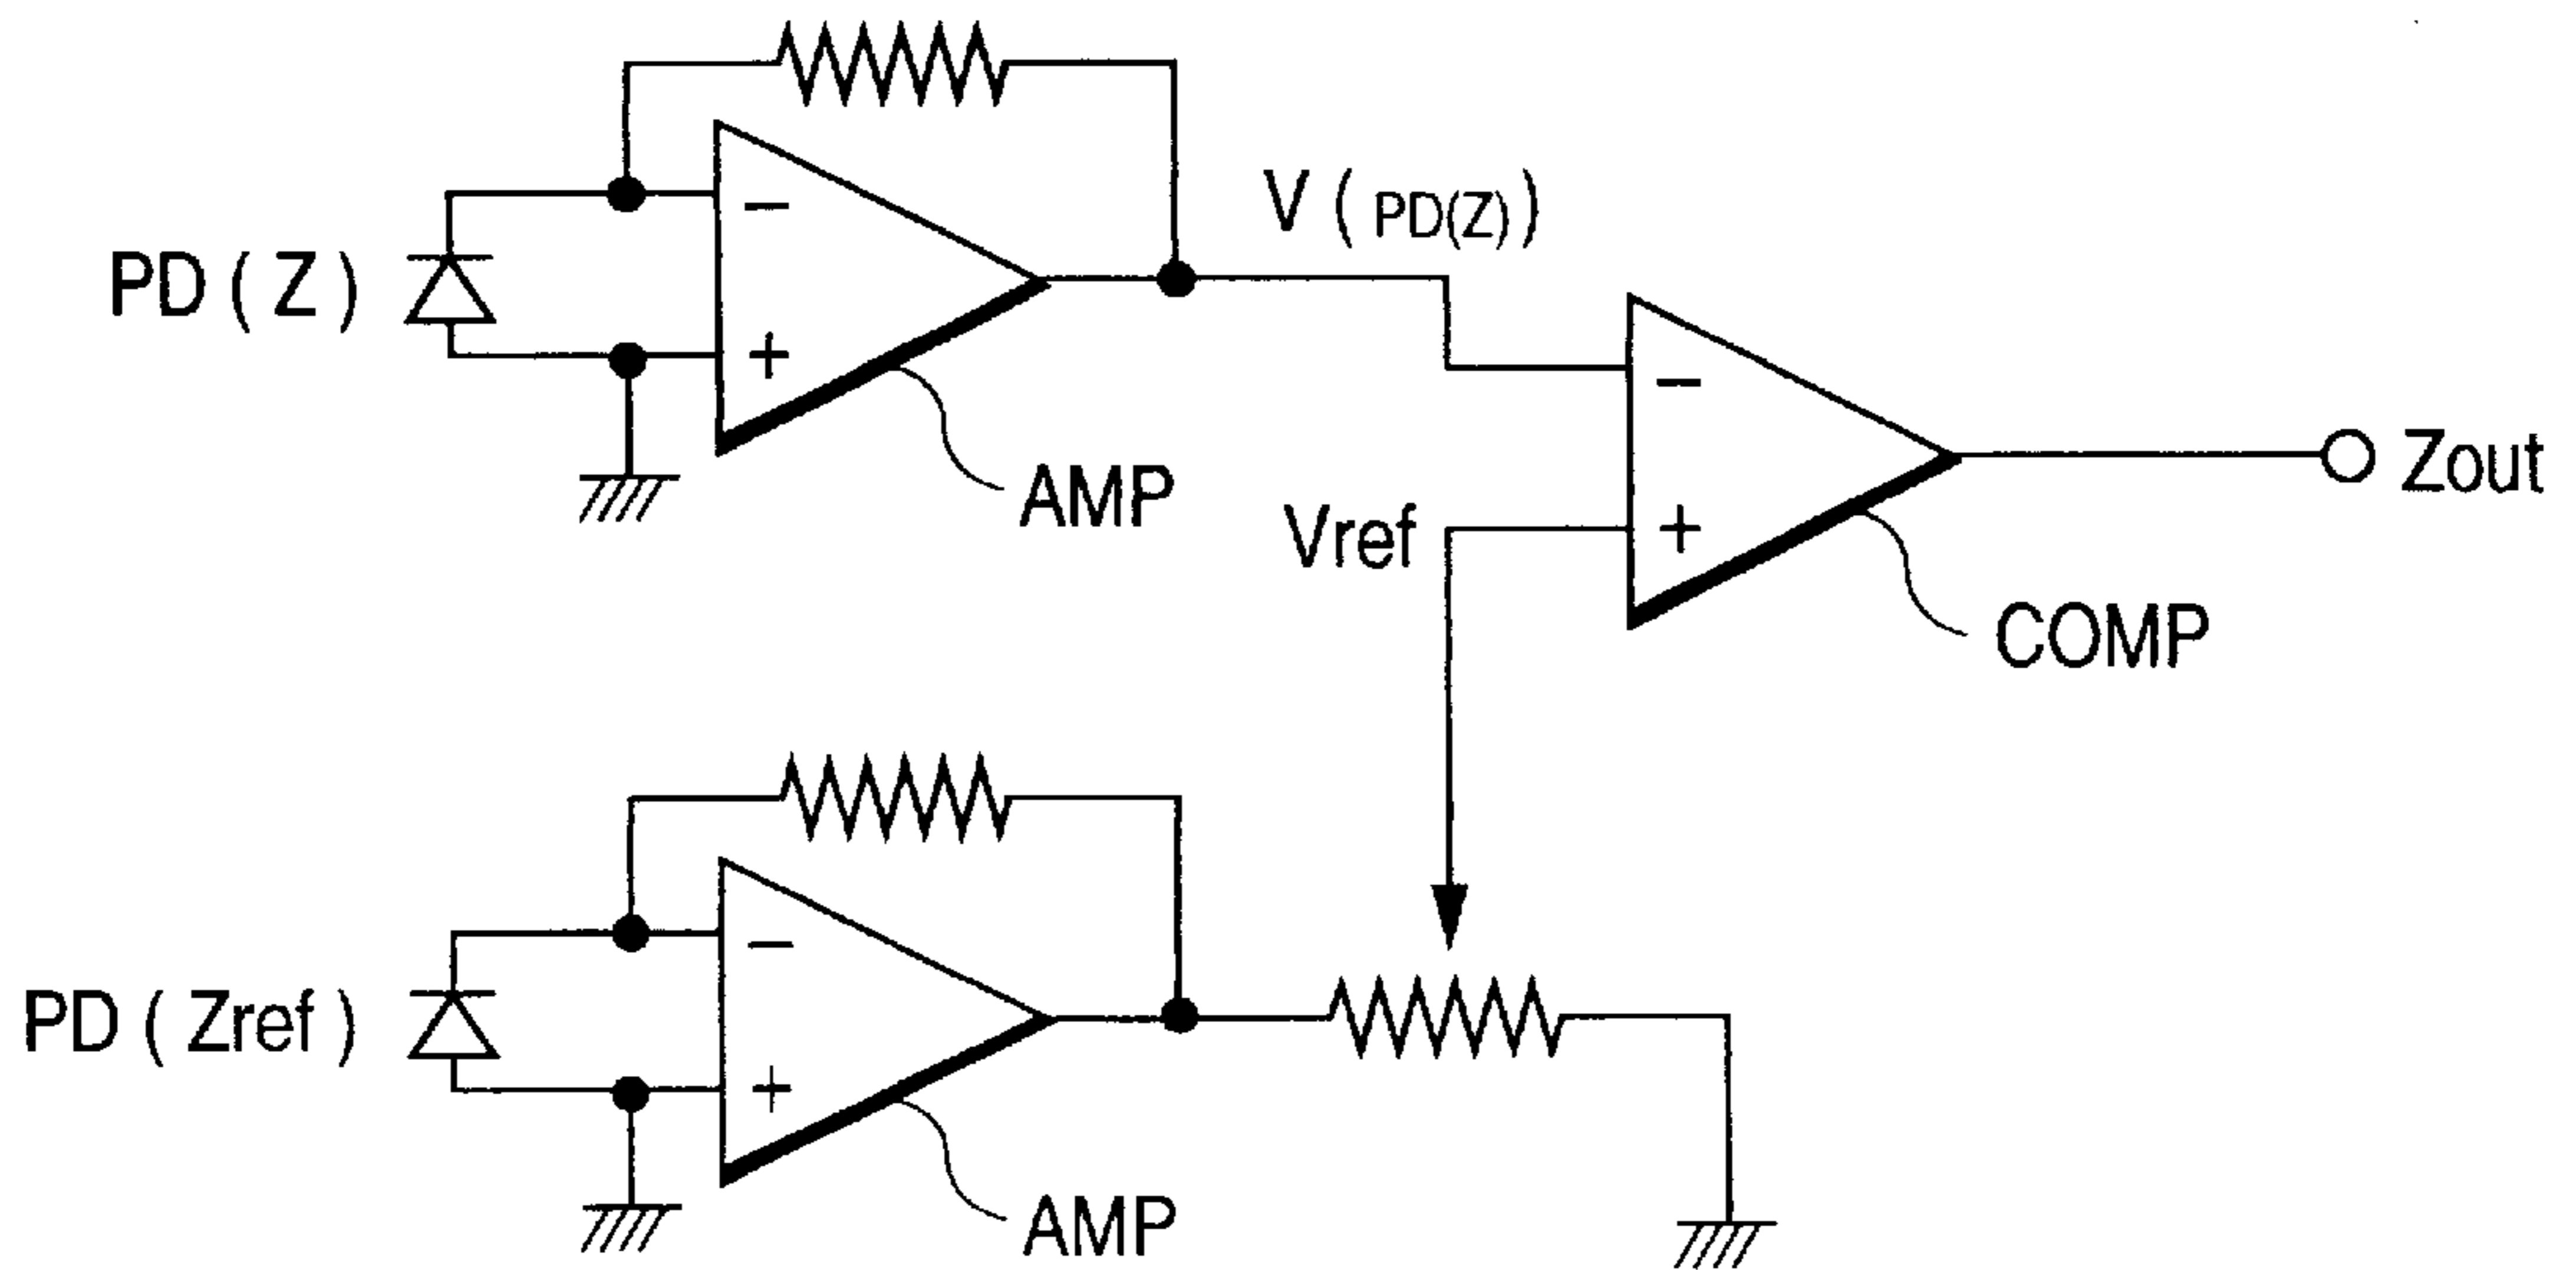 V ( PD(Z) )
−
PD ( Z )
+
−
Zout
AMP
Vref
+
COMP
−
PD ( Zref )
+
AMP